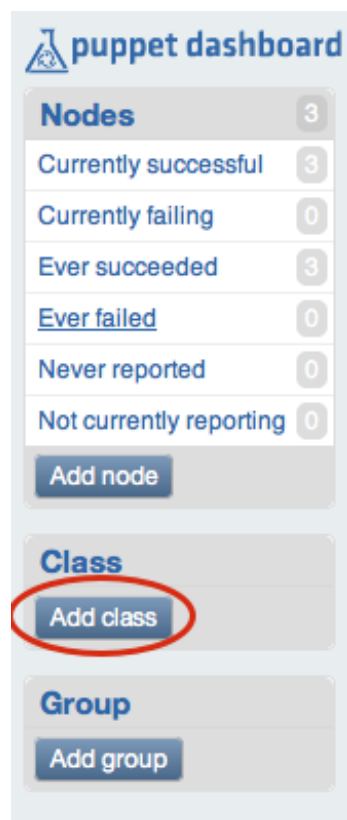 puppet dashboard
Nodes 3
Currently successful 3
Currently failing 0
Ever succeeded 3
Ever failed 0
Never reported 0
Not currently reporting 0
Add node
Class
Add class
Group
Add group